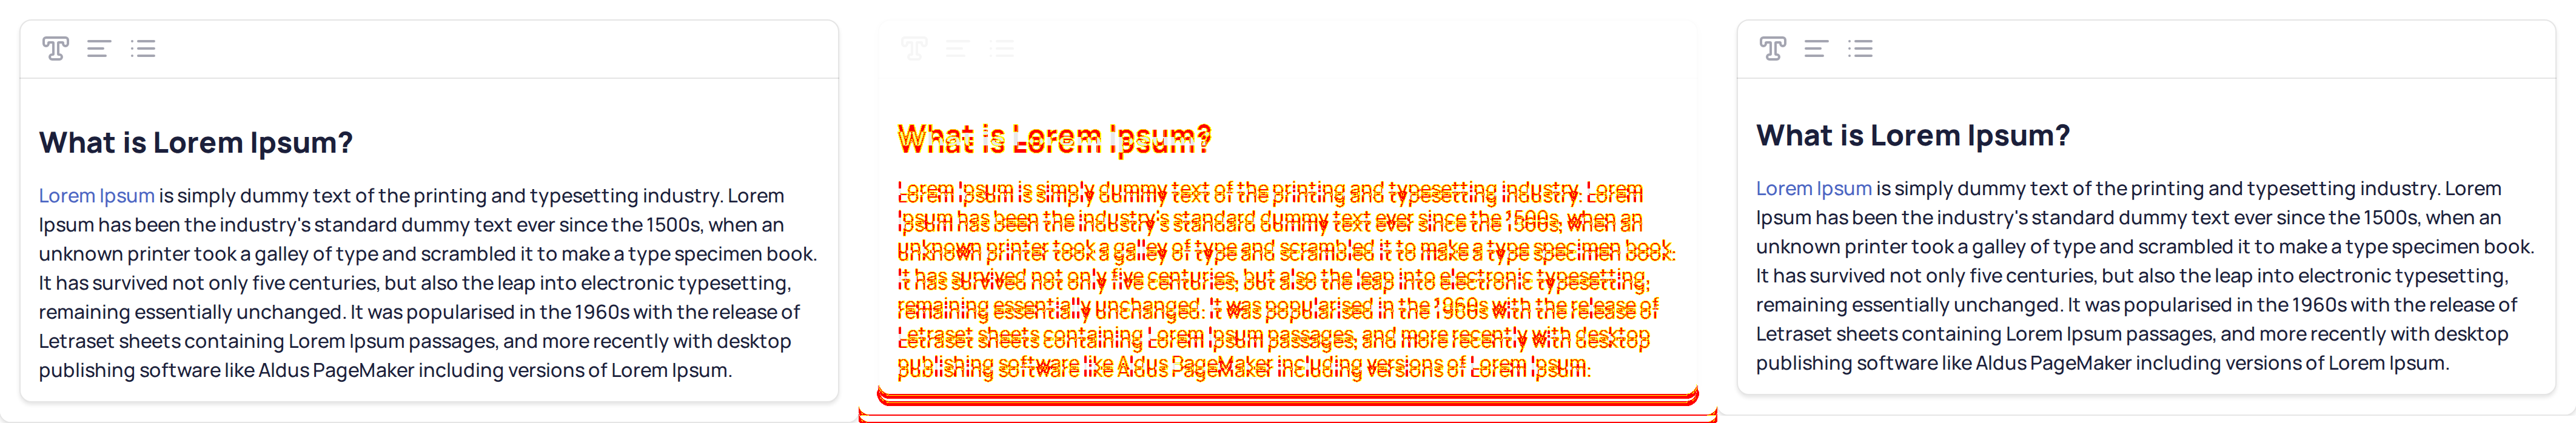 What is Lorem Ipsum?
Lorem Ipsum is simply dummy text of the printing and typesetting industry. Lorem
Ipsum has been the industry's standard dummy text ever since the 1500s, when an
unknown printer took a galley of type and scrambled it to make a type specimen book.
It has survived not only five centuries, but also the leap into electronic typesetting,
remaining essentially unchanged. It was popularised in the 1960s with the release of
Letraset sheets containing Lorem Ipsum passages, and more recently with desktop
publishing software like Aldus PageMaker including versions of Lorem Ipsum.
What is Lorem Ipsum?
Lorem Ipsum is simply dummy text of the printing and typesetting industry. Lorem
Ipsum has been the industry's standard dummy text ever since the 1500s, when an
unknown printer took a galley of type and scrambled it to make a type specimen book.
It has survived not only five centuries, but also the leap into electronic typesetting,
remaining essentially unchanged. It was popularised in the 1960s with the release of
Letraset sheets containing Lorem Ipsum passages, and more recently with desktop
publishing software like Aldus PageMaker including versions of Lorem Ipsum.
What is Lorem Ipsum?
Lorem Ipsum is simply dummy text of the printing and typesetting industry. Lorem
Ipsum has been the industry's standard dummy text ever since the 1500s, when an
unknown printer took a galley of type and scrambled it to make a type specimen book.
It has survived not only five centuries, but also the leap into electronic typesetting,
remaining essentially unchanged. It was popularised in the 1960s with the release of
Letraset sheets containing Lorem Ipsum passages, and more recently with desktop
publishing software like Aldus PageMaker including versions of Lorem Ipsum.